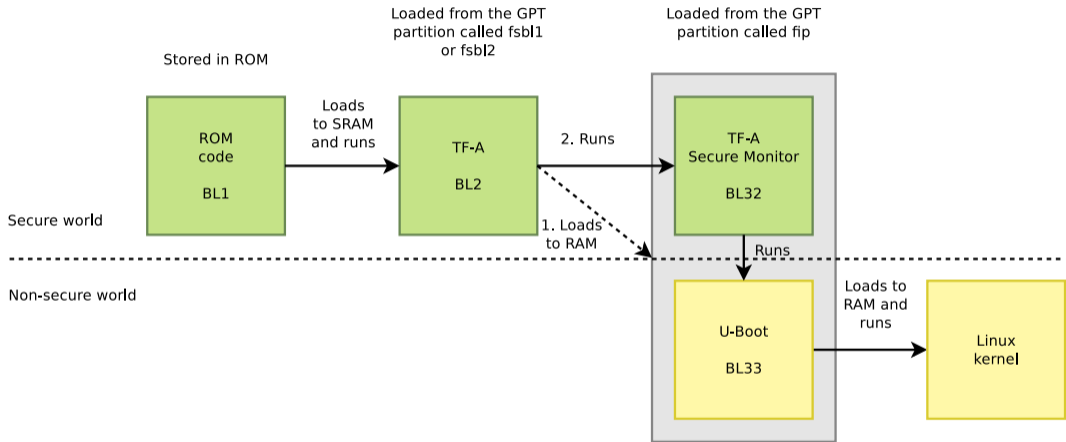 Loaded from the GPT
partition called fsbl1
or fsbl2
Loaded from the GPT
partition called fip
Stored in ROM
ROM
code
BL1
Loads
to SRAM
and runs
TF-A
BL2
2. Runs
1. Loads
to RAM
TF-A
Secure Monitor
BL32
Secure world
Runs
Non-secure world
U-Boot
BL33
Loads to
RAM and
runs
Linux
kernel